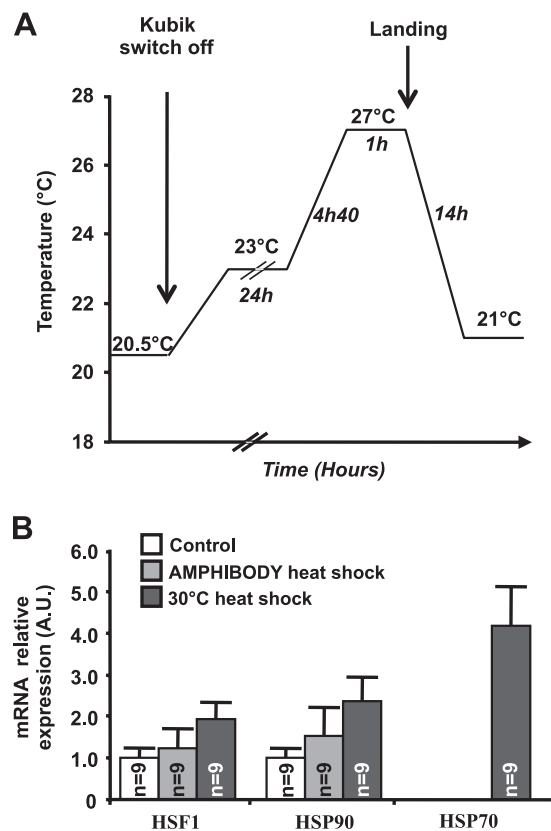 A
Kubik
switch off
Landing
Temperature (°C)
28
26
24
22
20
18
20.5°C
23°C
24h
4h40
27°C
1h
14h
21°C
Time (Hours)
B
Control
AMPHIBODY heat shock
30°C heat shock
mRNA relative
expression (A.U.)
6.0
5.0
4.0
3.0
2.0
1.0
0
n=9 n=9 n=9 n=9 n=9 n=9 n=9
HSF1 HSP90 HSP70